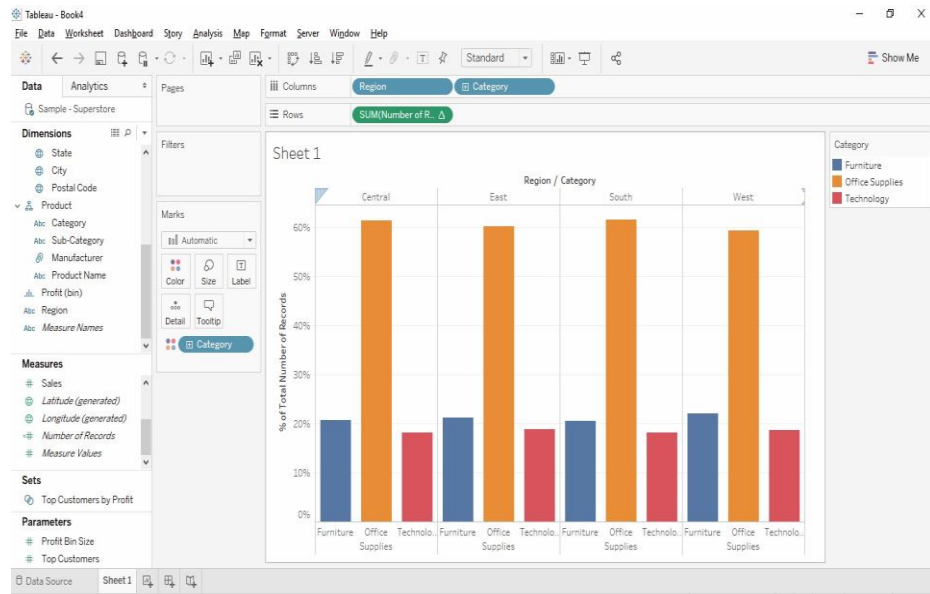 Tableau - Book4
File Data Worksheet Dashboard Story Analysis Map Format Server Window Help
Standard
Show Me
Data Analytics
Sample - Superstore
Dimensions
State
City
Postal Code
Product
Abc Category
Abc Sub-Category
Manufacturer
Abc Product Name
Profit (bin)
Abc Region
Abc Measure Names
Measures
# Sales
Latitude (generated)
Longitude (generated)
=# Number of Records
# Measure Values
Sets
Top Customers by Profit
Parameters
# Profit Bin Size
# Top Customers
Pages
Filters
Marks
Automatic
Color Size Label
Detail Tooltip
Category
Columns Region Category
Rows SUM(Number of R.. Δ
Sheet 1
Region / Category
Central East South West
% of Total Number of Records
60%
50%
40%
30%
20%
10%
0%
Furniture Office Supplies Technolo.. Furniture Office Supplies Technolo.. Furniture Office Supplies Technolo.. Furniture Office Supplies Technolo..
Category
Furniture
Office Supplies
Technology
Data Source Sheet 1